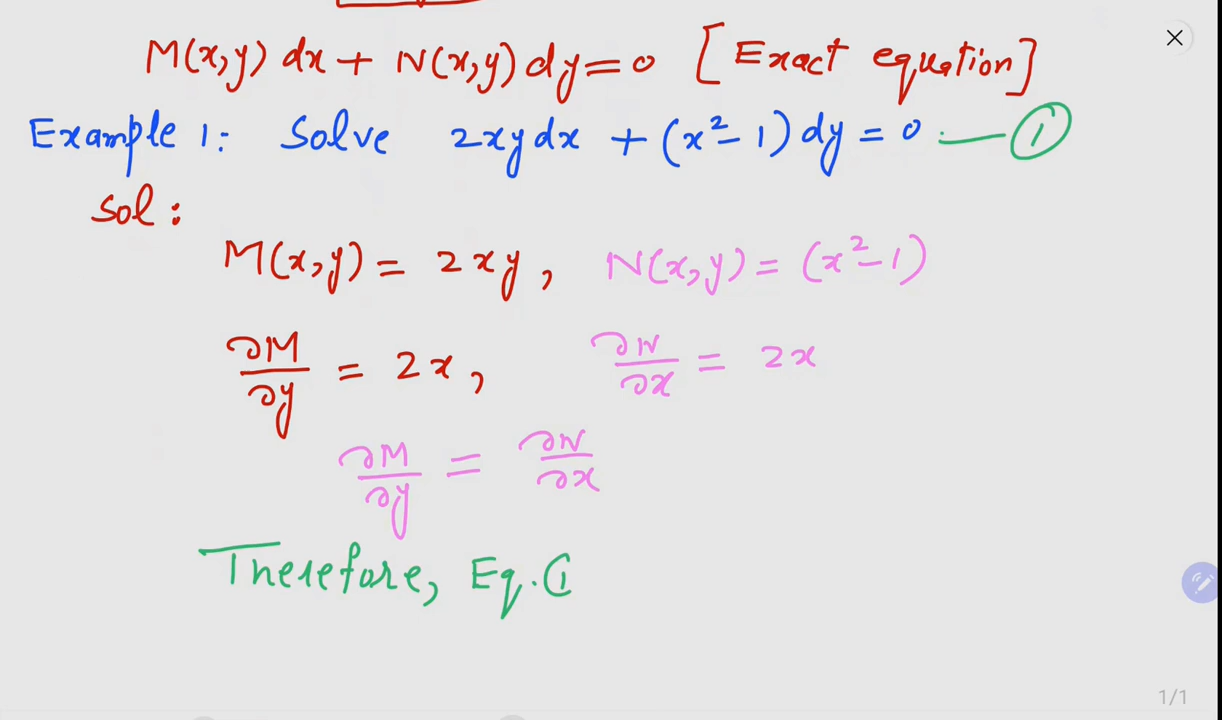 M(x,y) dx + N(x,y) dy = 0 [Exact equation]
Example 1: Solve 2xy dx + (x² - 1) dy = 0 — ①
Sol:
M(x,y) = 2xy, N(x,y) = (x² - 1)
∂M/∂y = 2x, ∂N/∂x = 2x
∂M/∂y = ∂N/∂x
Therefore, Eq. (1
1/1